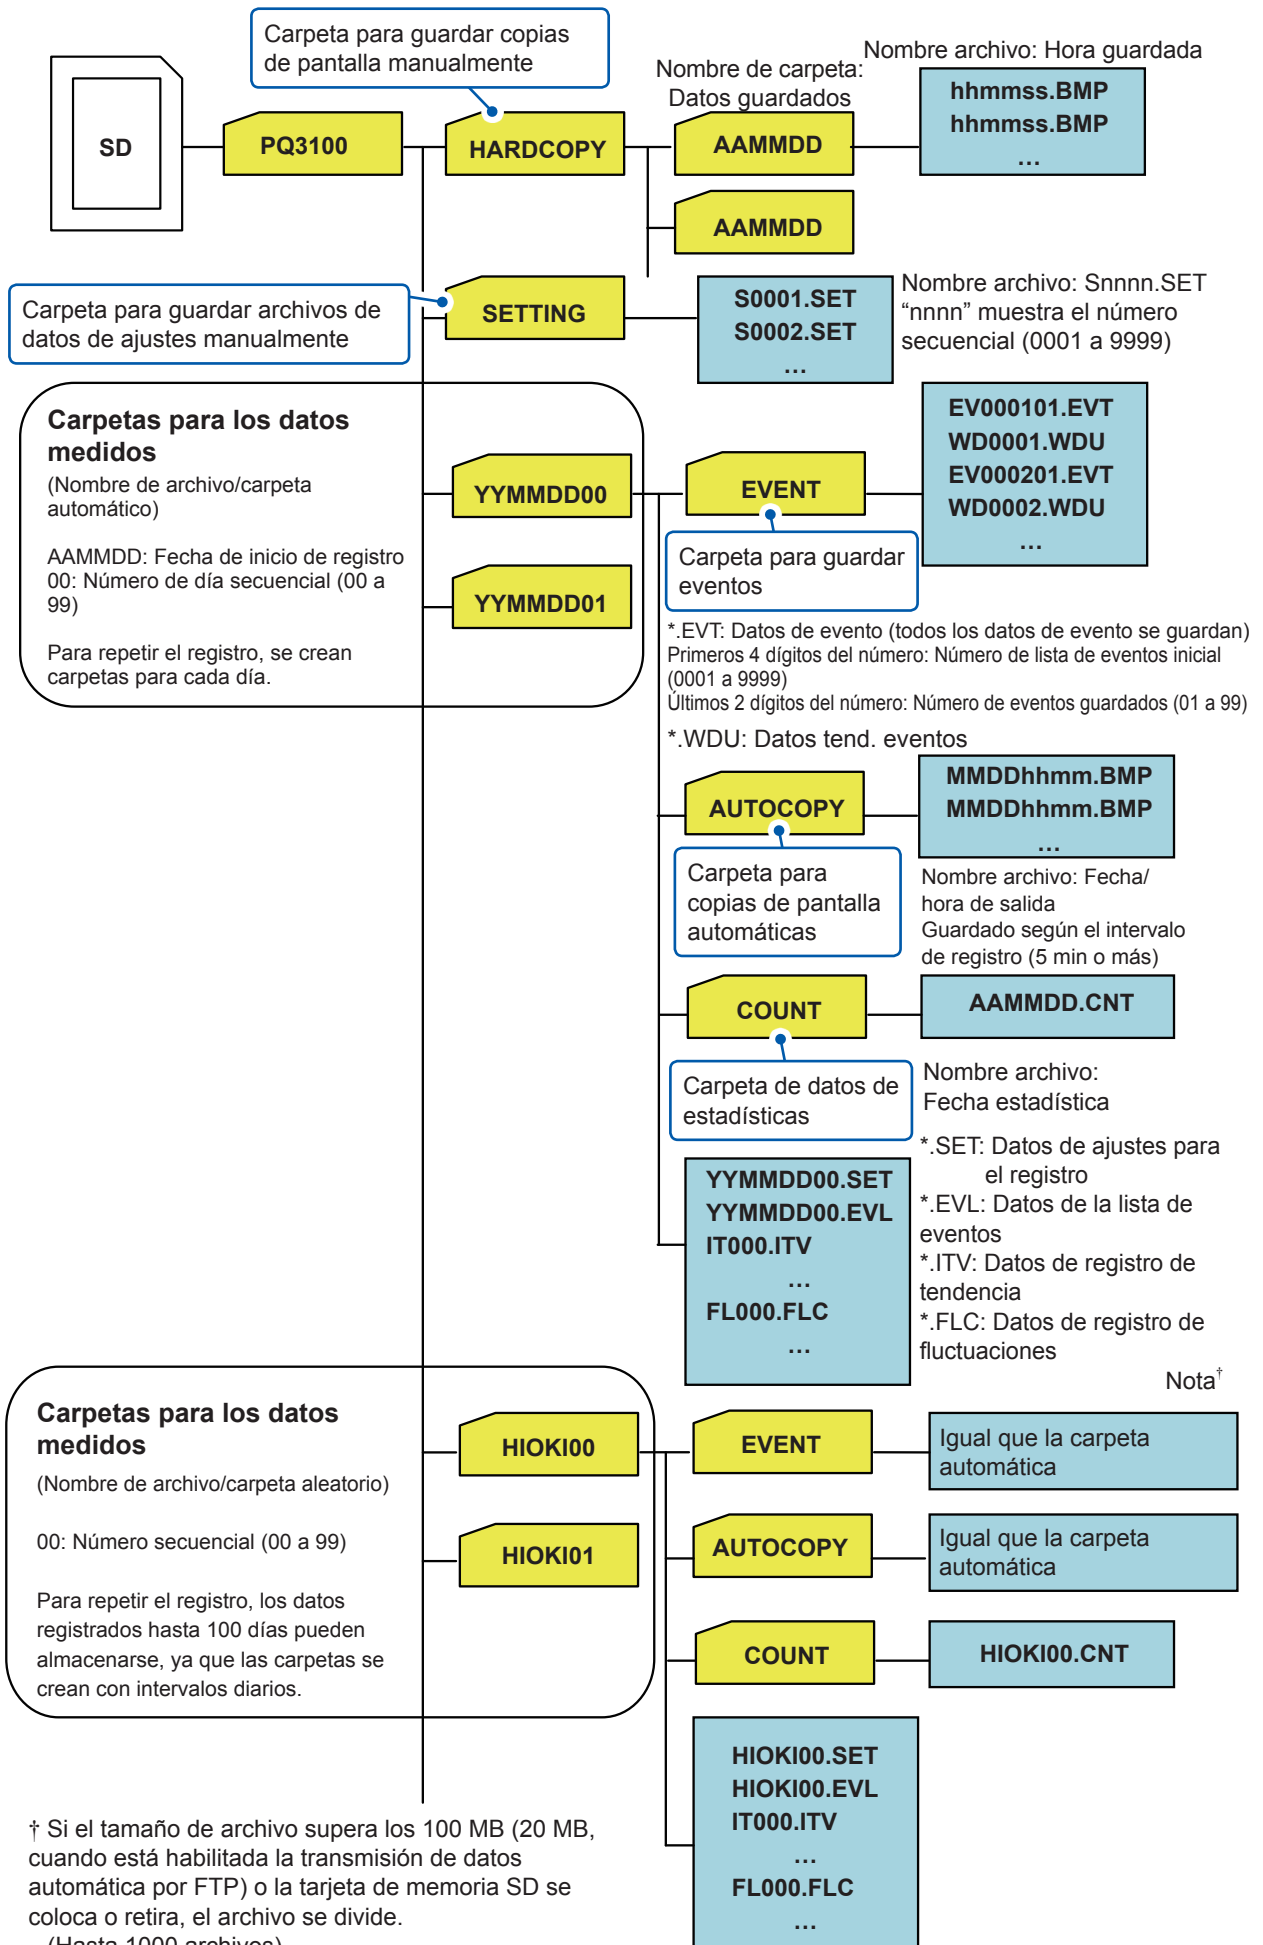 Carpeta para guardar copias
de pantalla manualmente
Nombre de carpeta:
Datos guardados
Nombre archivo: Hora guardada
SD
PQ3100
HARDCOPY
AAMMDD
hhmmss.BMP
hhmmss.BMP
…
AAMMDD
Carpeta para guardar archivos de
datos de ajustes manualmente
SETTING
S0001.SET
S0002.SET
…
Nombre archivo: Snnnn.SET
“nnnn” muestra el número
secuencial (0001 a 9999)
Carpetas para los datos
medidos
(Nombre de archivo/carpeta
automático)
AAMMDD: Fecha de inicio de registro
00: Número de día secuencial (00 a
99)
Para repetir el registro, se crean
carpetas para cada día.
YYMMDD00
YYMMDD01
EVENT
EV000101.EVT
WD0001.WDU
EV000201.EVT
WD0002.WDU
…
Carpeta para guardar
eventos
*.EVT: Datos de evento (todos los datos de evento se guardan)
Primeros 4 dígitos del número: Número de lista de eventos inicial
(0001 a 9999)
Últimos 2 dígitos del número: Número de eventos guardados (01 a 99)
*.WDU: Datos tend. eventos
AUTOCOPY
MMDDhhmm.BMP
MMDDhhmm.BMP
…
Carpeta para
copias de pantalla
automáticas
Nombre archivo: Fecha/
hora de salida
Guardado según el intervalo
de registro (5 min o más)
COUNT
AAMMDD.CNT
Carpeta de datos de
estadísticas
Nombre archivo:
Fecha estadística
YYMMDD00.SET
YYMMDD00.EVL
IT000.ITV
…
FL000.FLC
…
*.SET: Datos de ajustes para
el registro
*.EVL: Datos de la lista de
eventos
*.ITV: Datos de registro de
tendencia
*.FLC: Datos de registro de
fluctuaciones
Nota†
Carpetas para los datos
medidos
(Nombre de archivo/carpeta aleatorio)
00: Número secuencial (00 a 99)
Para repetir el registro, los datos
registrados hasta 100 días pueden
almacenarse, ya que las carpetas se
crean con intervalos diarios.
HIOKI00
HIOKI01
EVENT
Igual que la carpeta
automática
AUTOCOPY
Igual que la carpeta
automática
COUNT
HIOKI00.CNT
HIOKI00.SET
HIOKI00.EVL
IT000.ITV
…
FL000.FLC
…
† Si el tamaño de archivo supera los 100 MB (20 MB,
cuando está habilitada la transmisión de datos
automática por FTP) o la tarjeta de memoria SD se
coloca o retira, el archivo se divide.
(Hasta 1000 archivos)